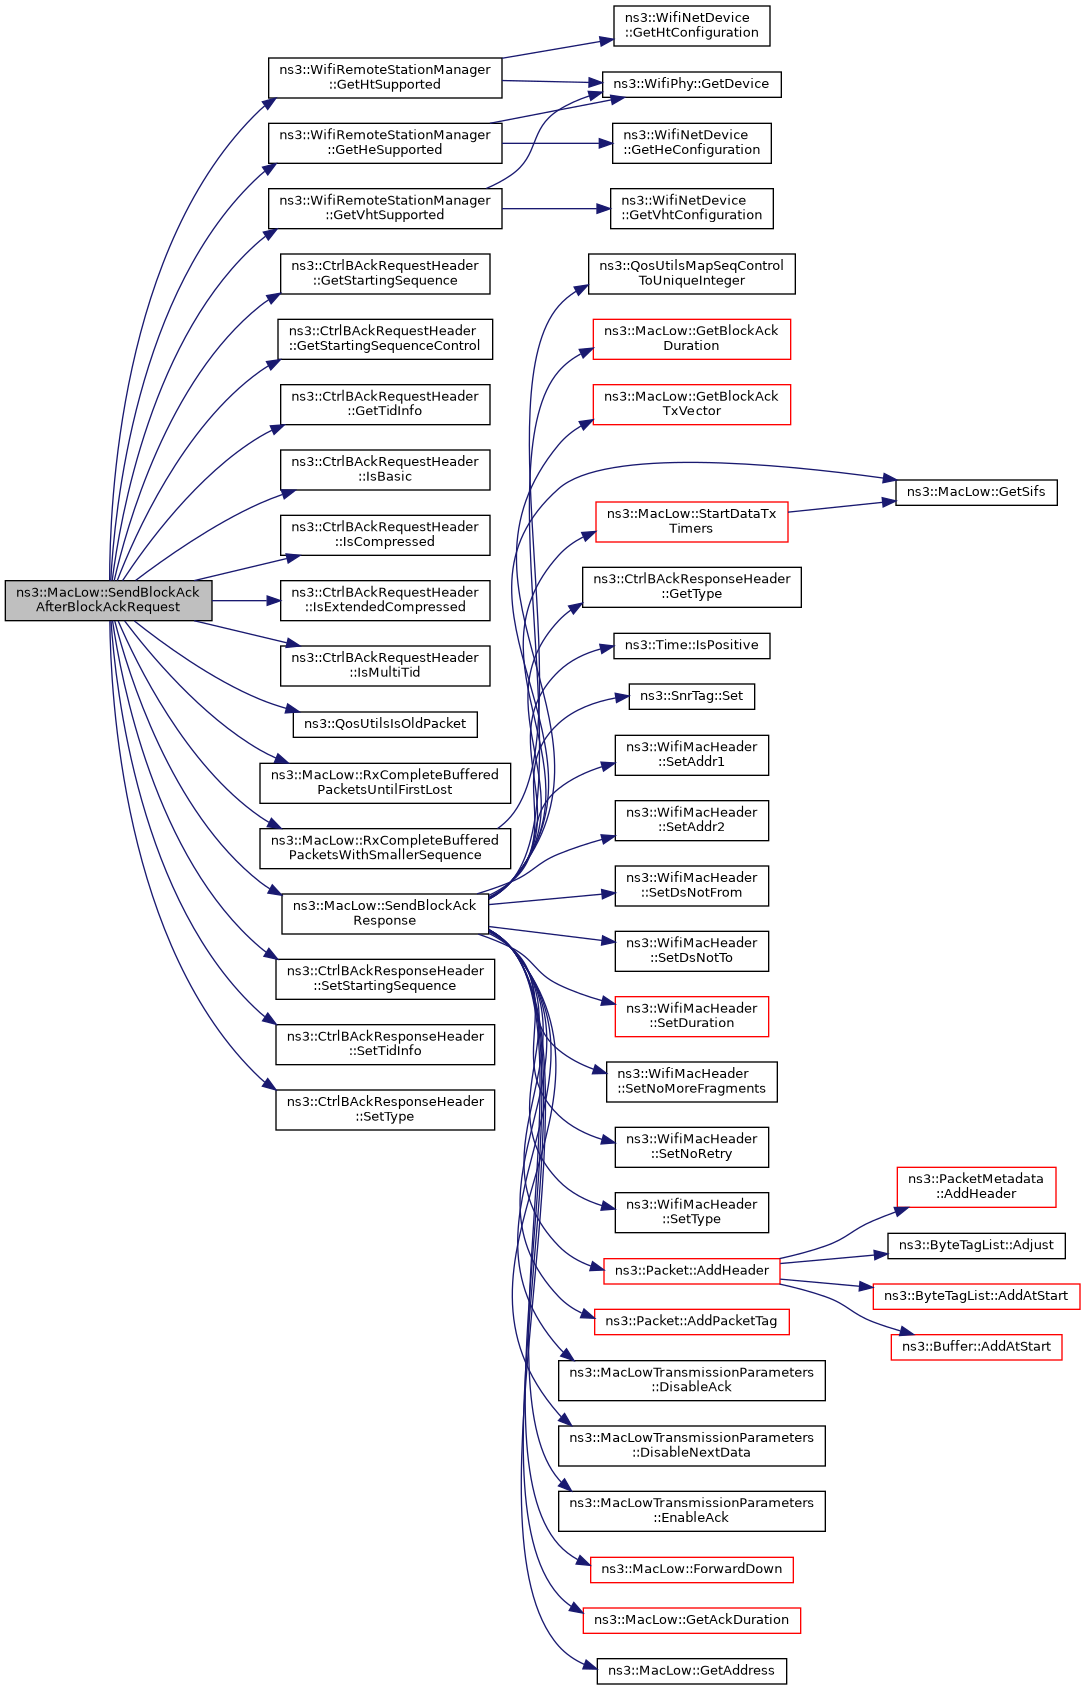 ns3::MacLow::SendBlockAck
AfterBlockAckRequest
ns3::WifiRemoteStationManager
::GetHtSupported
ns3::WifiRemoteStationManager
::GetHeSupported
ns3::WifiRemoteStationManager
::GetVhtSupported
ns3::CtrlBAckRequestHeader
::GetStartingSequence
ns3::CtrlBAckRequestHeader
::GetStartingSequenceControl
ns3::CtrlBAckRequestHeader
::GetTidInfo
ns3::CtrlBAckRequestHeader
::IsBasic
ns3::CtrlBAckRequestHeader
::IsCompressed
ns3::CtrlBAckRequestHeader
::IsExtendedCompressed
ns3::CtrlBAckRequestHeader
::IsMultiTid
ns3::QosUtilsIsOldPacket
ns3::MacLow::RxCompleteBuffered
PacketsUntilFirstLost
ns3::MacLow::RxCompleteBuffered
PacketsWithSmallerSequence
ns3::MacLow::SendBlockAck
Response
ns3::CtrlBAckResponseHeader
::SetStartingSequence
ns3::CtrlBAckResponseHeader
::SetTidInfo
ns3::CtrlBAckResponseHeader
::SetType
ns3::WifiNetDevice
::GetHtConfiguration
ns3::WifiPhy::GetDevice
ns3::WifiNetDevice
::GetHeConfiguration
ns3::WifiNetDevice
::GetVhtConfiguration
ns3::QosUtilsMapSeqControl
ToUniqueInteger
ns3::MacLow::GetBlockAck
Duration
ns3::MacLow::GetBlockAck
TxVector
ns3::MacLow::StartDataTx
Timers
ns3::CtrlBAckResponseHeader
::GetType
ns3::Time::IsPositive
ns3::SnrTag::Set
ns3::WifiMacHeader
::SetAddr1
ns3::WifiMacHeader
::SetAddr2
ns3::WifiMacHeader
::SetDsNotFrom
ns3::WifiMacHeader
::SetDsNotTo
ns3::WifiMacHeader
::SetDuration
ns3::WifiMacHeader
::SetNoMoreFragments
ns3::WifiMacHeader
::SetNoRetry
ns3::WifiMacHeader
::SetType
ns3::Packet::AddHeader
ns3::Packet::AddPacketTag
ns3::MacLowTransmissionParameters
::DisableAck
ns3::MacLowTransmissionParameters
::DisableNextData
ns3::MacLowTransmissionParameters
::EnableAck
ns3::MacLow::ForwardDown
ns3::MacLow::GetAckDuration
ns3::MacLow::GetAddress
ns3::MacLow::GetSifs
ns3::PacketMetadata
::AddHeader
ns3::ByteTagList::Adjust
ns3::ByteTagList::AddAtStart
ns3::Buffer::AddAtStart